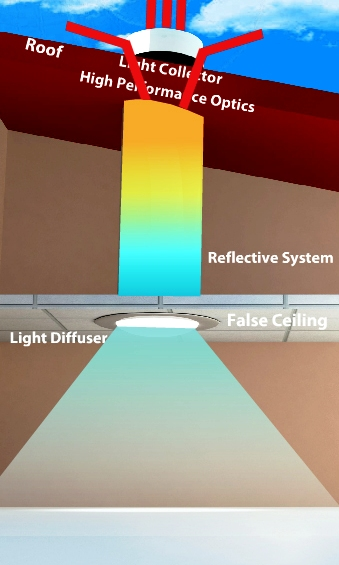 Roof
Light Collector
High Performance Optics
Reflective System
False Ceiling
Light Diffuser